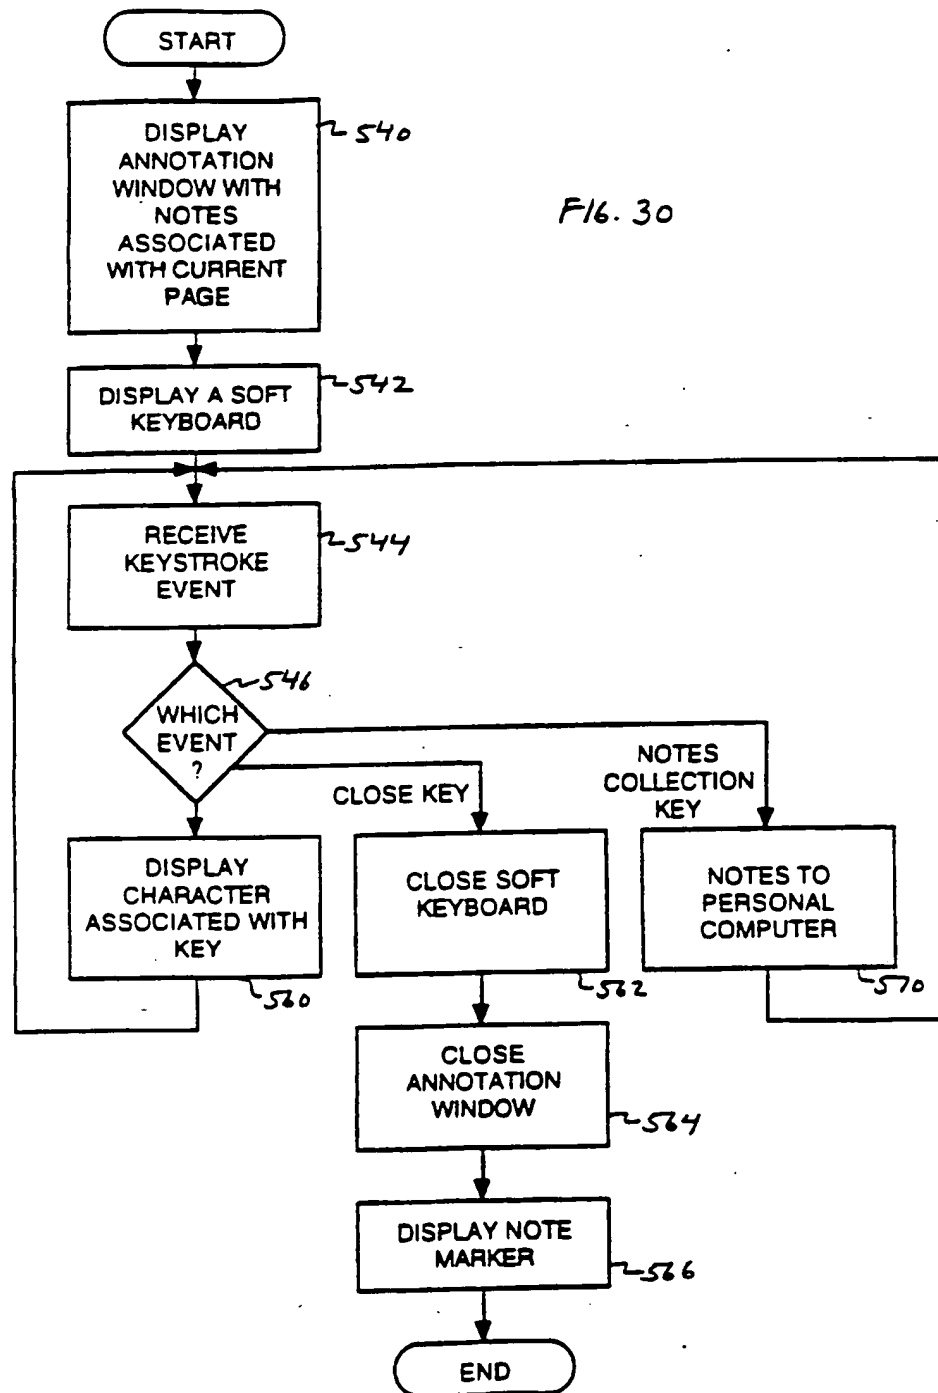 START
DISPLAY
ANNOTATION
WINDOW WITH
NOTES
ASSOCIATED
WITH CURRENT
PAGE
540
FIG. 30
DISPLAY A SOFT
KEYBOARD
542
RECEIVE
KEYSTROKE
EVENT
544
WHICH
EVENT
?
546
CLOSE KEY
NOTES
COLLECTION
KEY
DISPLAY
CHARACTER
ASSOCIATED WITH
KEY
560
CLOSE SOFT
KEYBOARD
562
NOTES TO
PERSONAL
COMPUTER
570
CLOSE
ANNOTATION
WINDOW
564
DISPLAY NOTE
MARKER
566
END